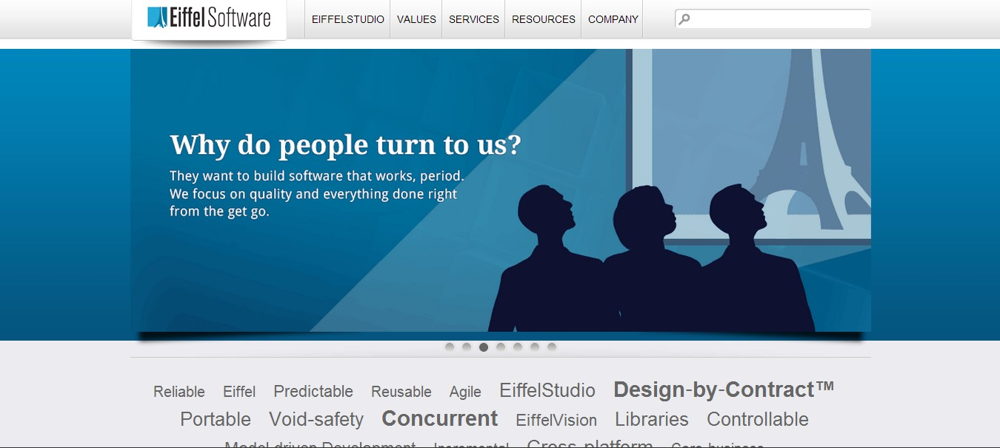 Eiffel Software
EIFFELSTUDIO VALUES SERVICES RESOURCES COMPANY
Why do people turn to us?
They want to build software that works, period.
We focus on quality and everything done right
from the get go.
Reliable Eiffel Predictable Reusable Agile EiffelStudio Design-by-Contract™
Portable Void-safety Concurrent EiffelVision Libraries Controllable
Model-driven Development Incremental Cross-platform Core-business